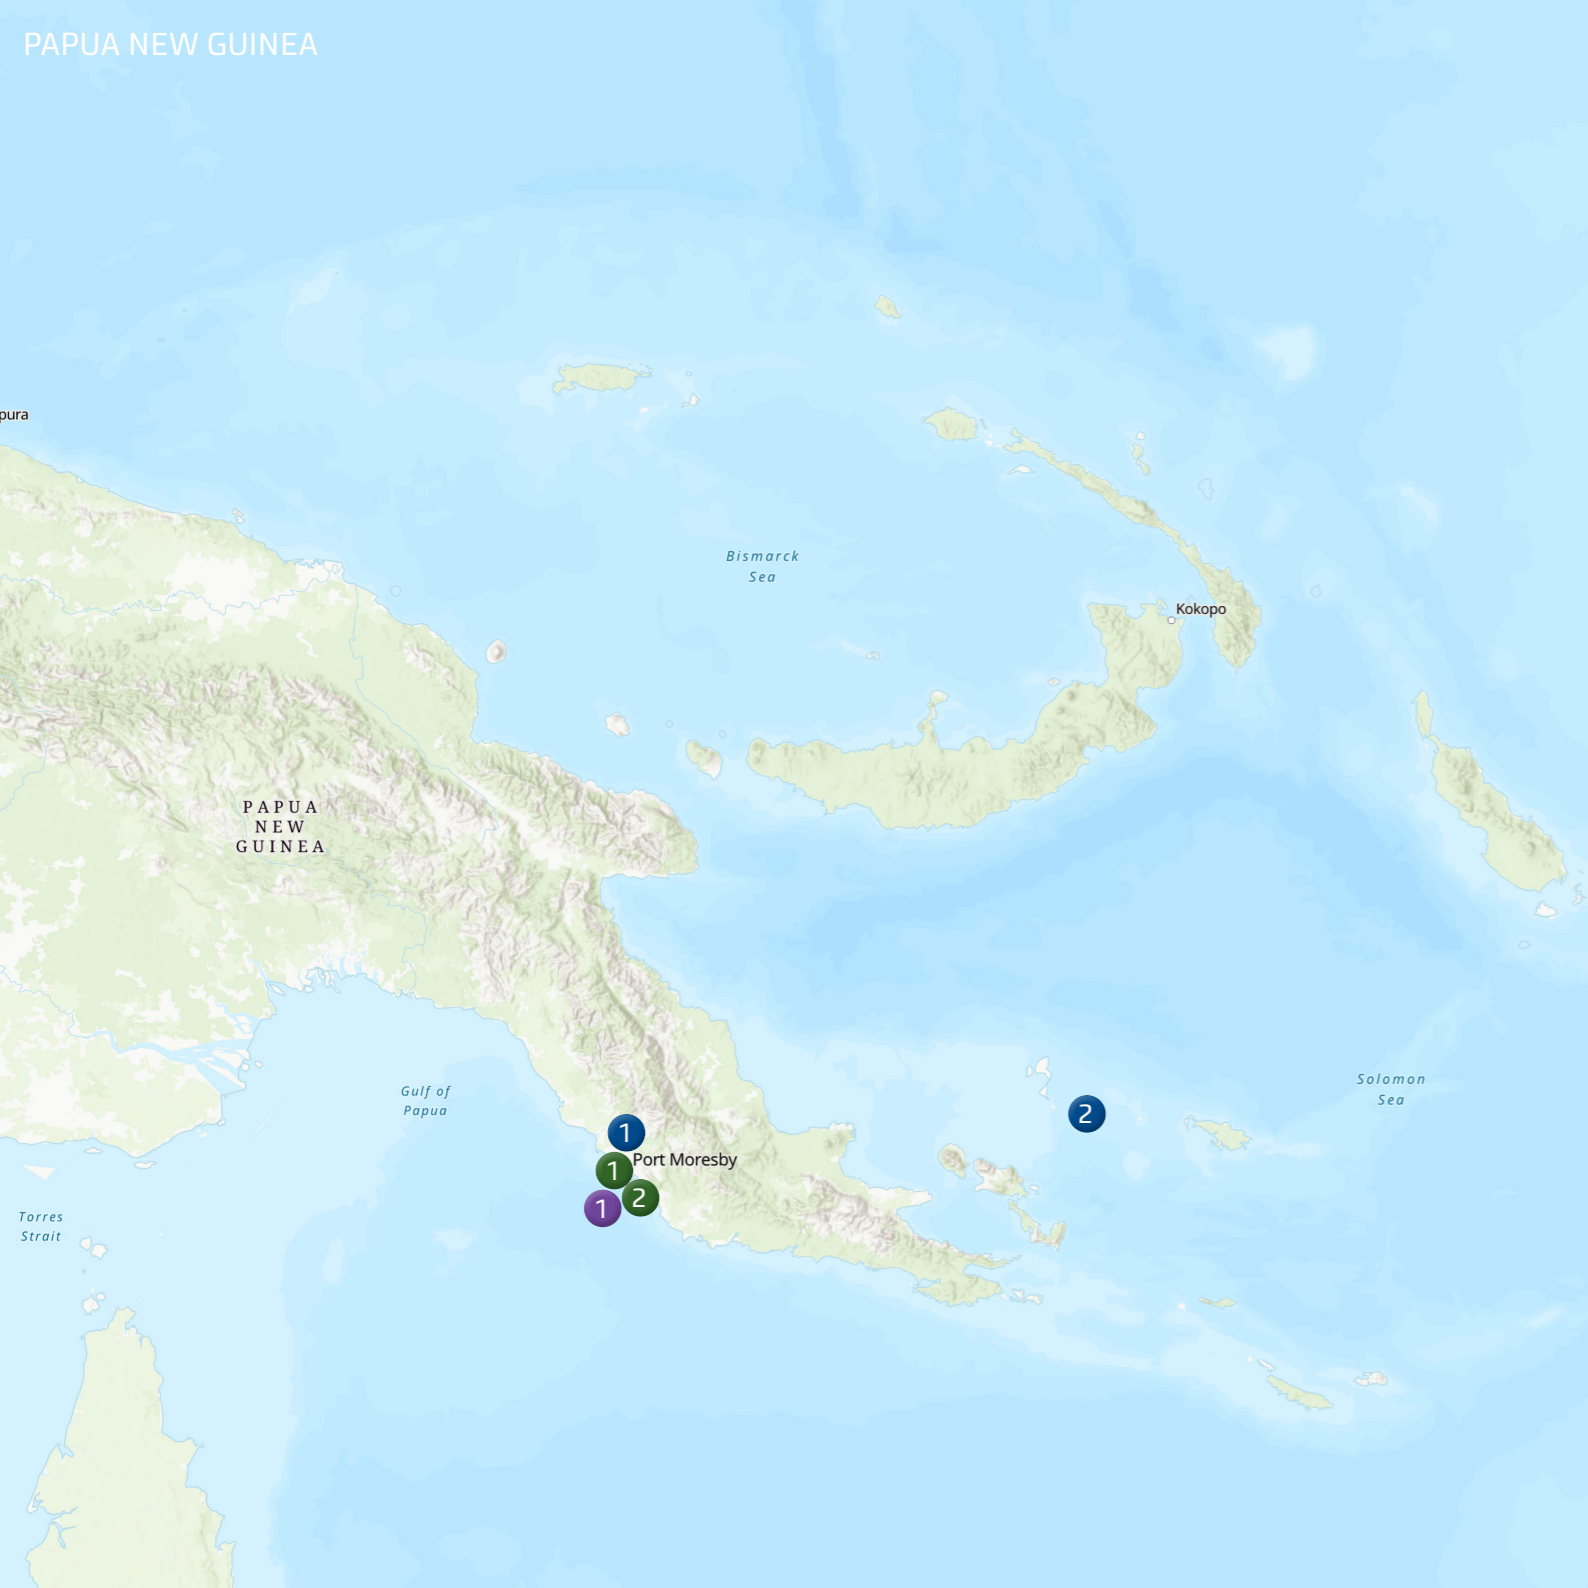 PAPUA NEW GUINEA
pura
Bismarck
Sea
Kokopo
PAPUA
NEW
GUINEA
Solomon
Sea
Gulf of
Papua
2
1
Port Moresby
1
2
1
Torres
Strait